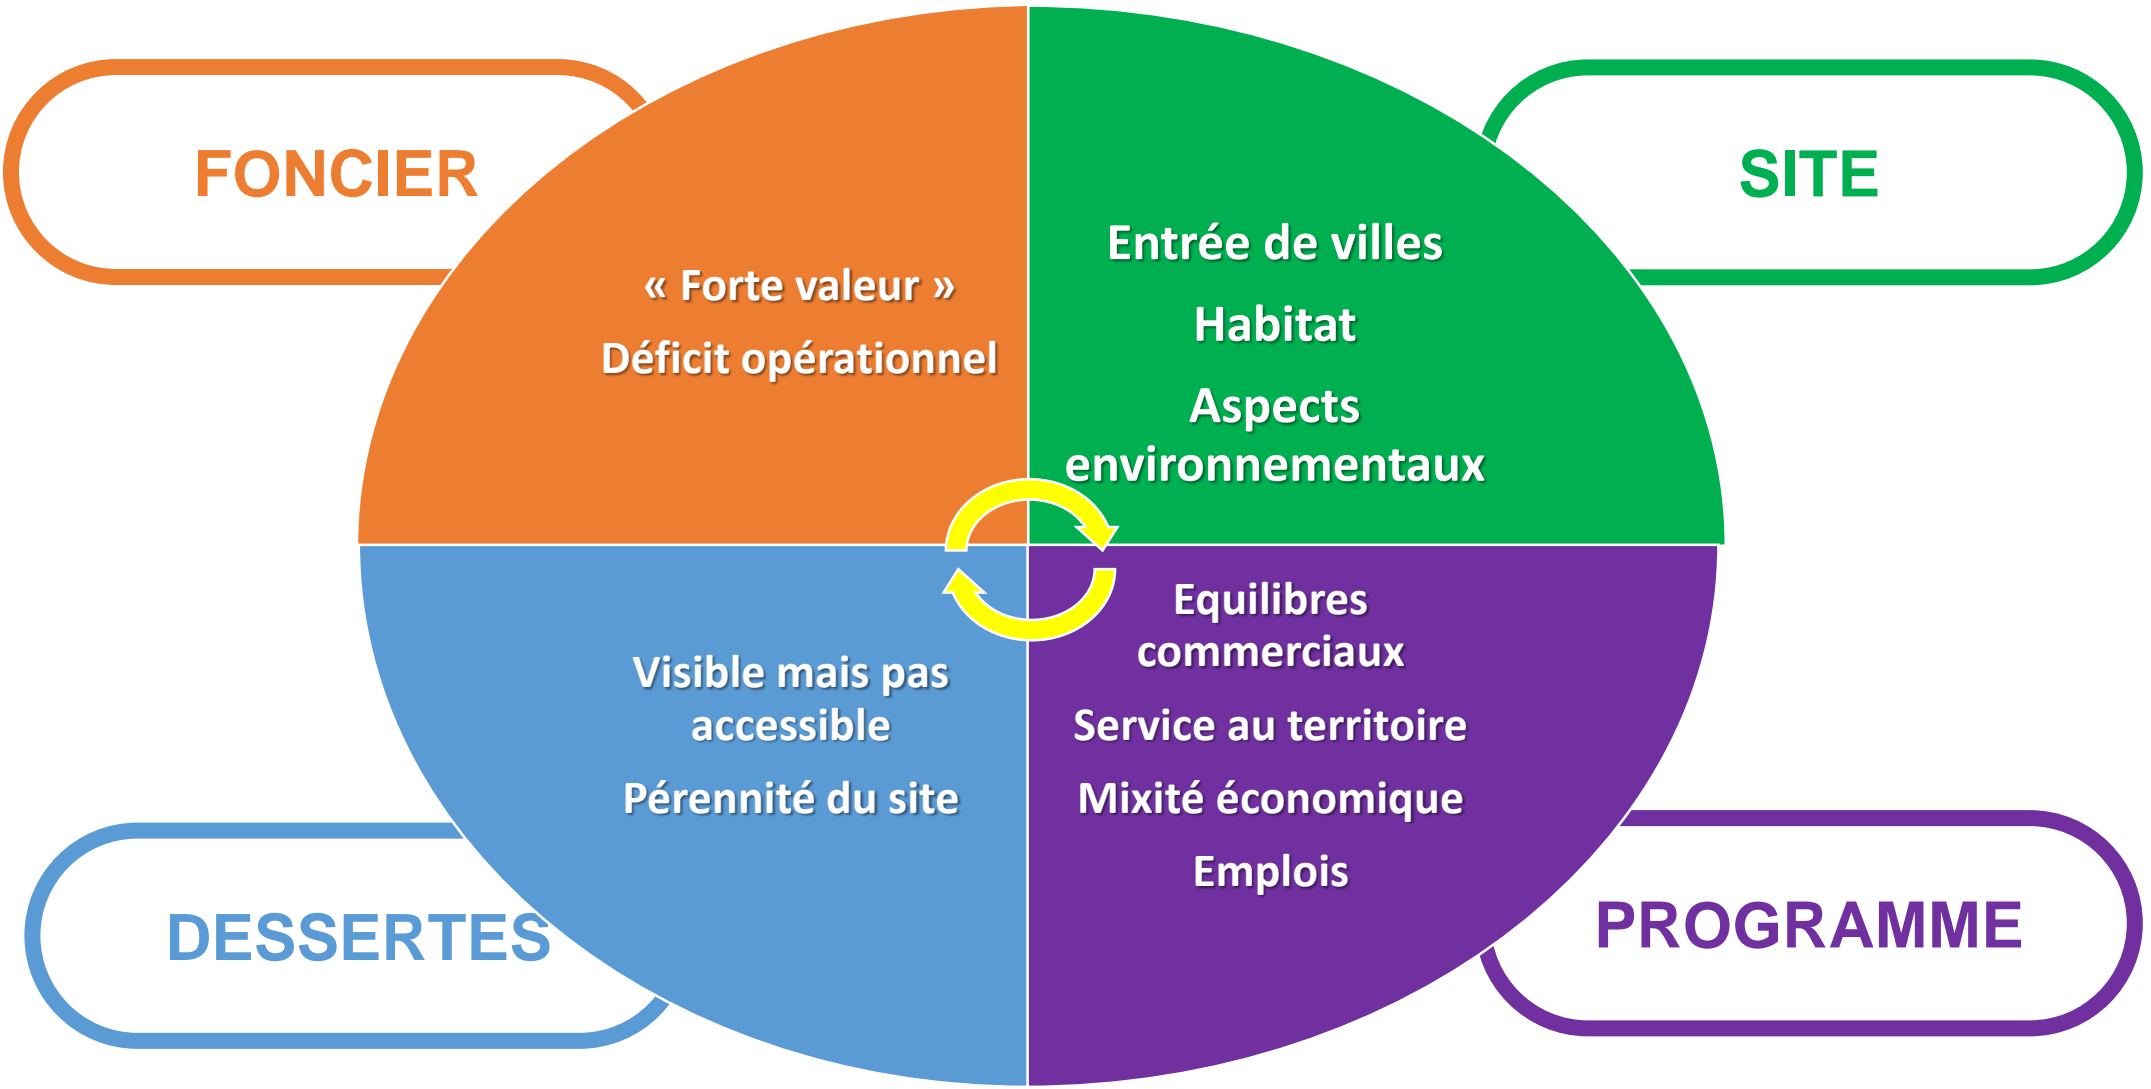 FONCIER
« Forte valeur »
Déficit opérationnel
SITE
Entrée de villes
Habitat
Aspects
environnementaux
DESSERTES
Visible mais pas
accessible
Pérennité du site
PROGRAMME
Equilibres
commerciaux
Service au territoire
Mixité économique
Emplois